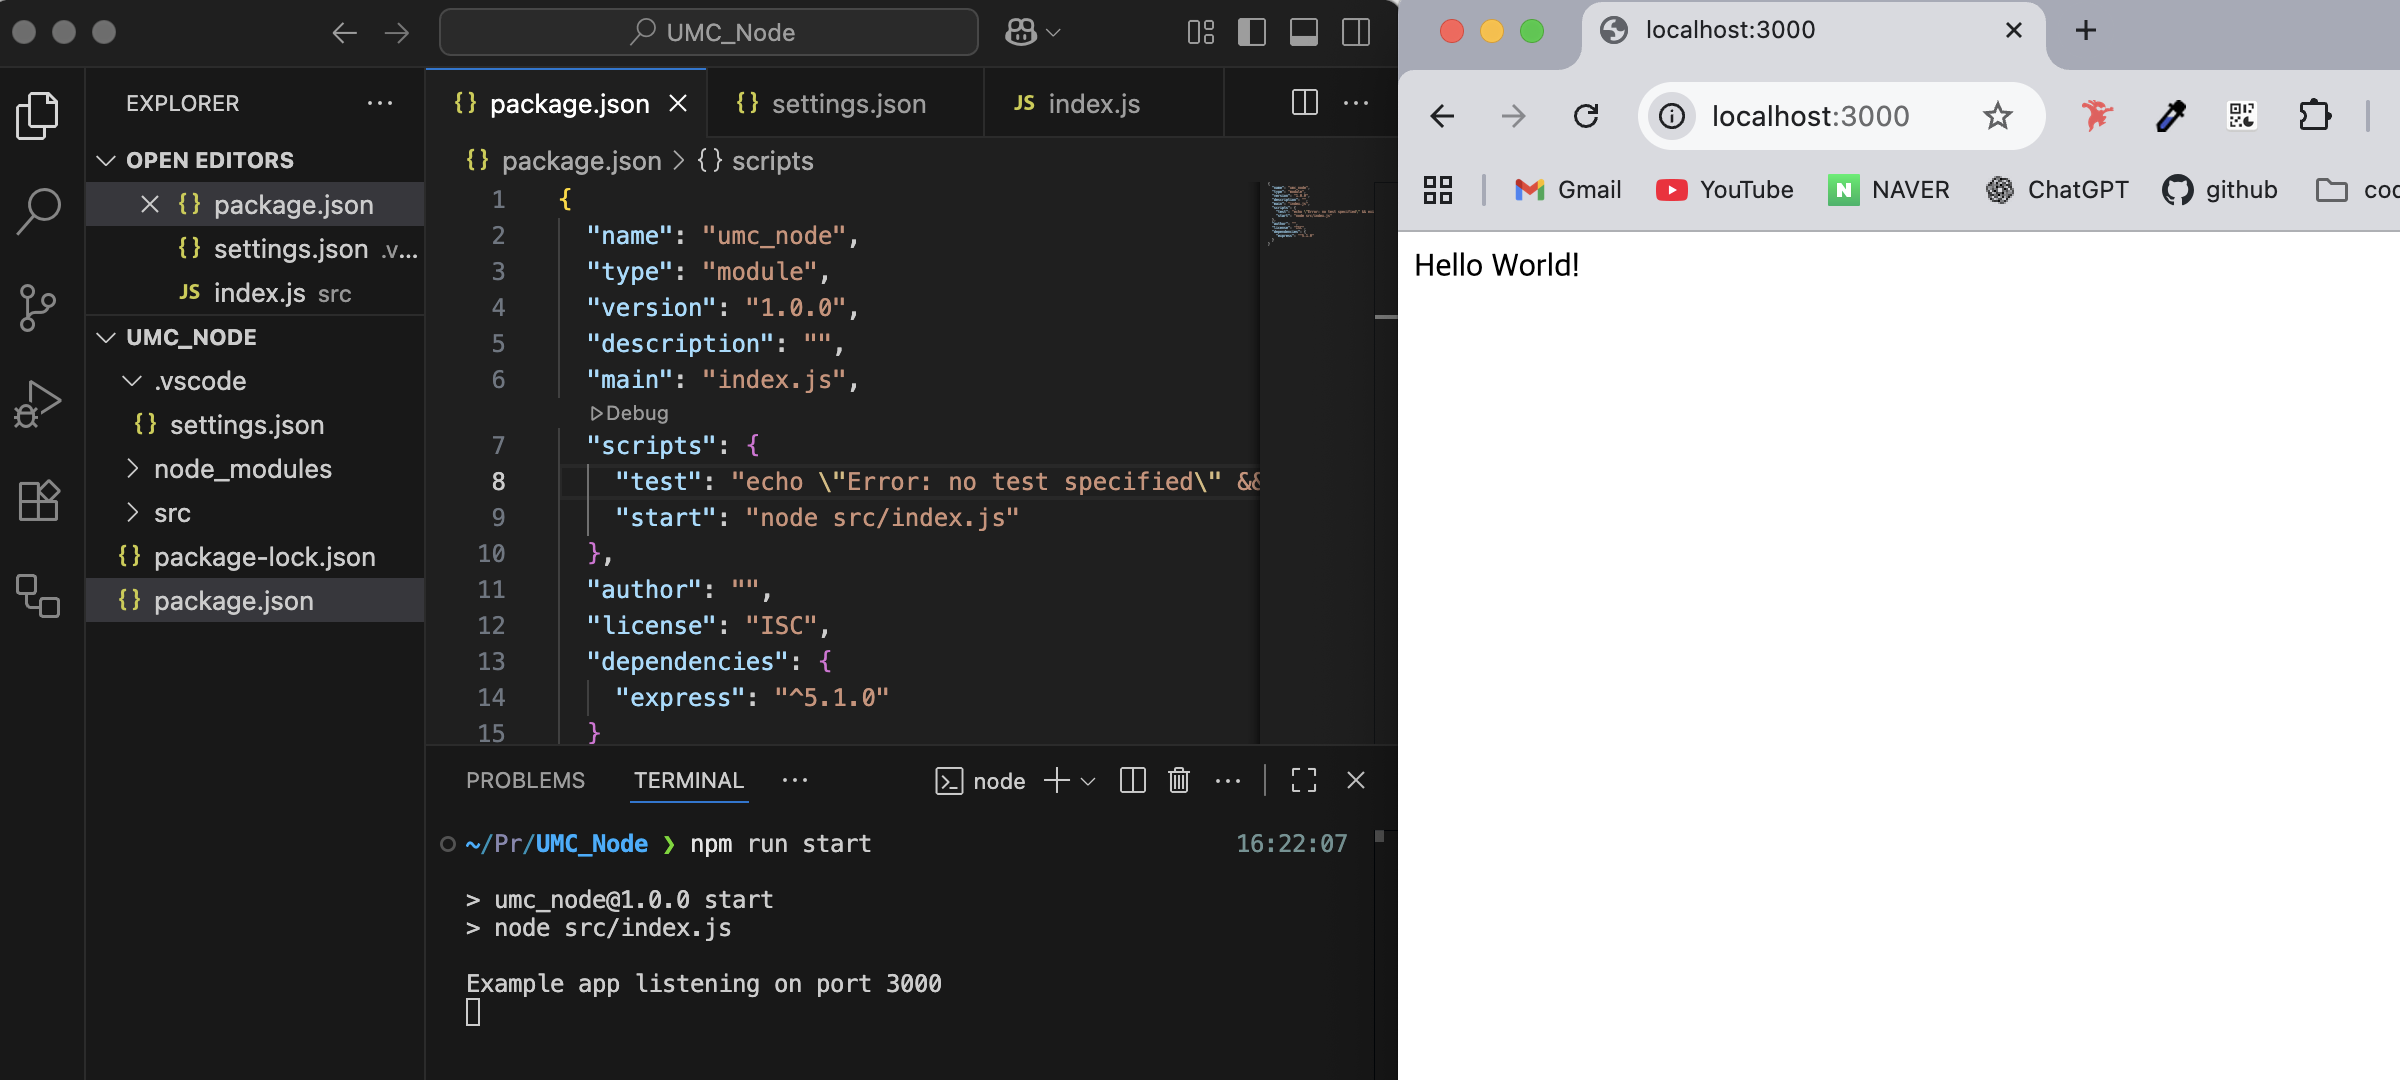 UMC_Node
EXPLORER
OPEN EDITORS
package.json
settings.json .v...
index.js src
UMC_NODE
.vscode
settings.json
node_modules
src
package-lock.json
package.json
package.json
settings.json
JS index.js
package.json > {} scripts
1 {
2 "name": "umc_node",
3 "type": "module",
4 "version": "1.0.0",
5 "description": "",
6 "main": "index.js",
Debug
7 "scripts": {
8 "test": "echo \"Error: no test specified\" &&
9 "start": "node src/index.js"
10 },
11 "author": "",
12 "license": "ISC",
13 "dependencies": {
14 "express": "^5.1.0"
15 }
PROBLEMS TERMINAL ...
node
~/Pr/UMC_Node ❯ npm run start 16:22:07
> umc_node@1.0.0 start
> node src/index.js
Example app listening on port 3000
localhost:3000
localhost:3000
Gmail YouTube NAVER ChatGPT github
Hello World!